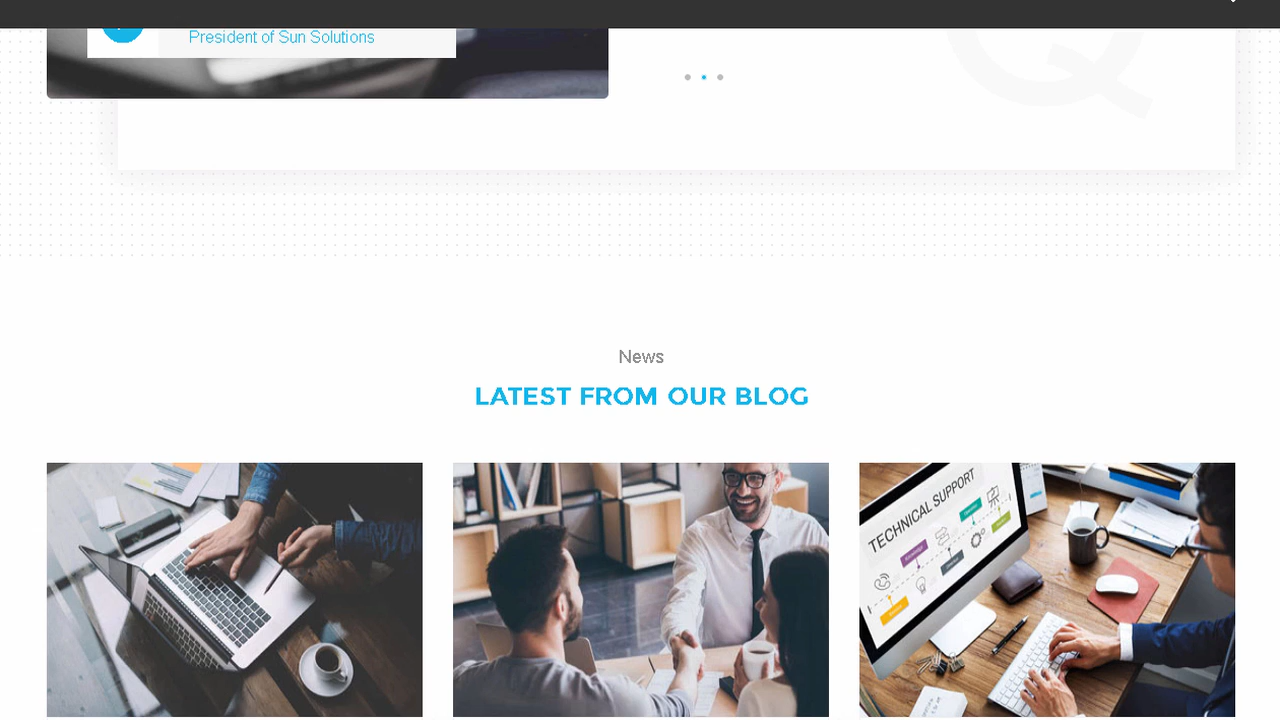 President of Sun Solutions
Q
News
LATEST FROM OUR BLOG
TECHNICAL SUPPORT